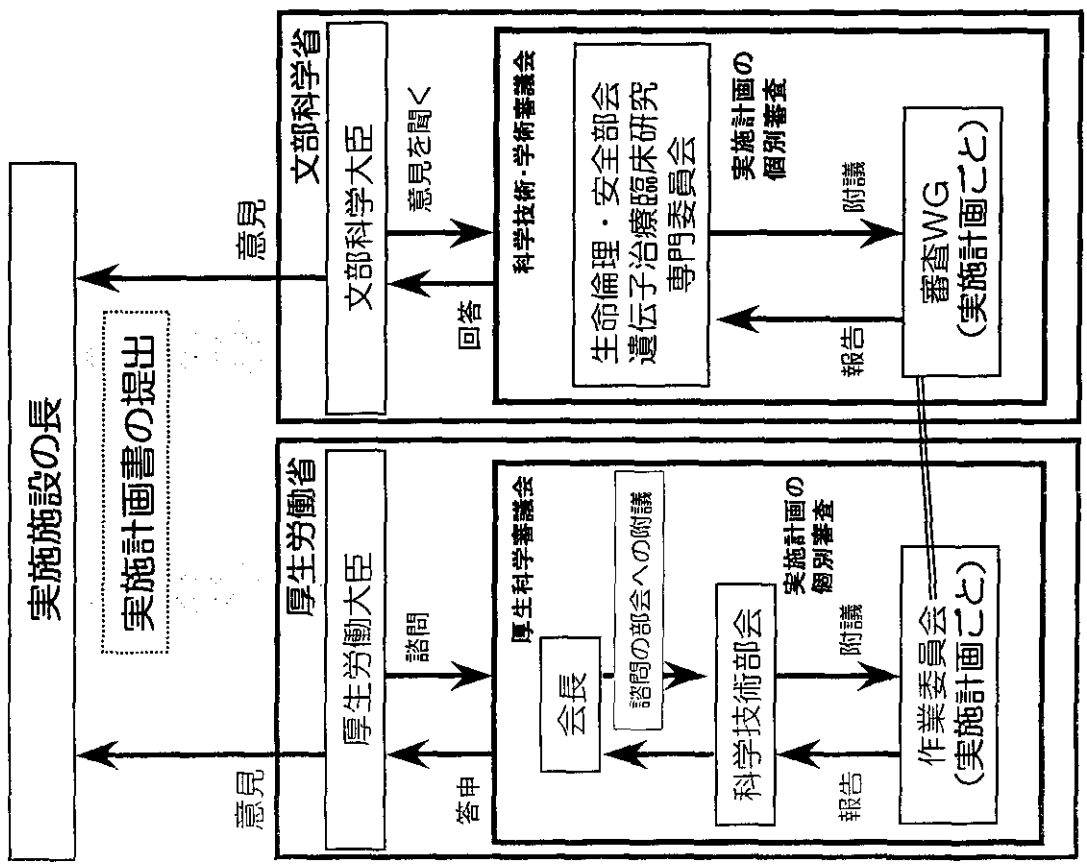 実施施設の長
実施計画書の提出
意見
意見
厚生労働省
厚生労働大臣
答申
諮問
厚生科学審議会
会長
諮問の部会への附議
科学技術部会
実施計画の
個別審査
報告
附議
作業委員会
(実施計画ごと)
文部科学省
文部科学大臣
回答
意見を聞く
科学技術・学術審議会
生命倫理・安全部会
遺伝子治療臨床研究
専門委員会
実施計画の
個別審査
報告
附議
審査WG
(実施計画ごと)